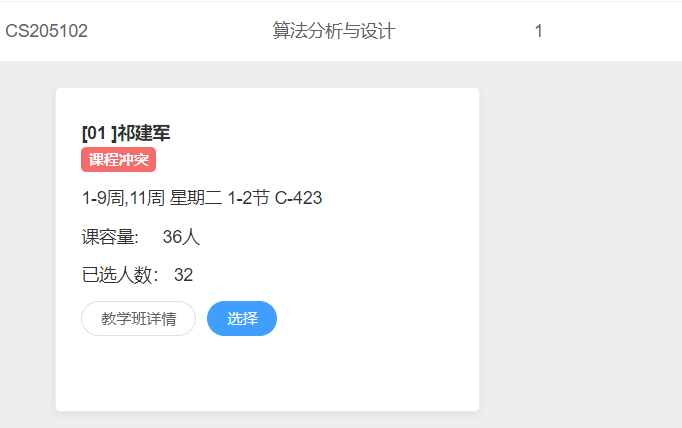 CS205102 算法分析与设计 1
[01 ]祁建军
课程冲突
1-9周,11周 星期二 1-2节 C-423
课容量: 36人
已选人数: 32
教学班详情 选择